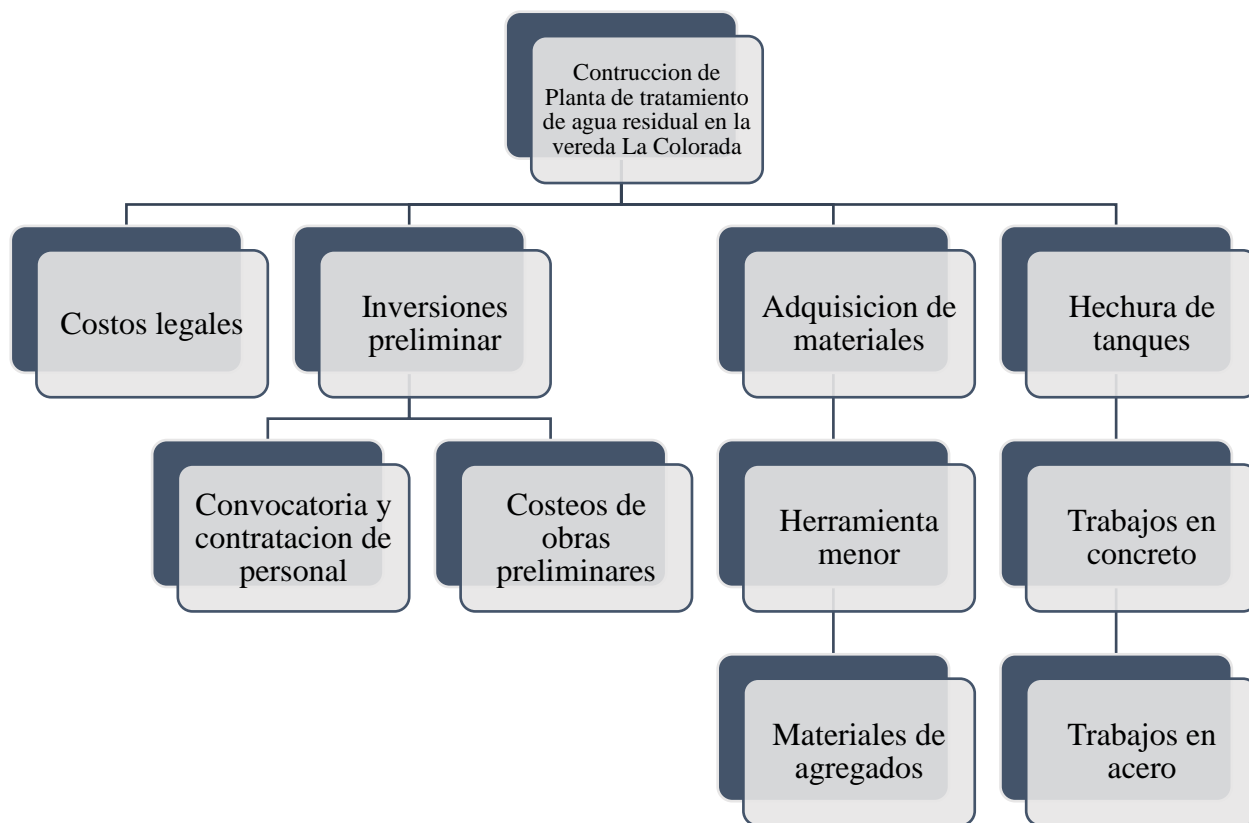 Contruccion de
Planta de tratamiento
de agua residual en la
vereda La Colorada
Costos legales
Inversiones
preliminar
Adquisicion de
materiales
Hechura de
tanques
Convocatoria y
contratacion de
personal
Costeos de
obras
preliminares
Herramienta
menor
Trabajos en
concreto
Materiales de
agregados
Trabajos en
acero